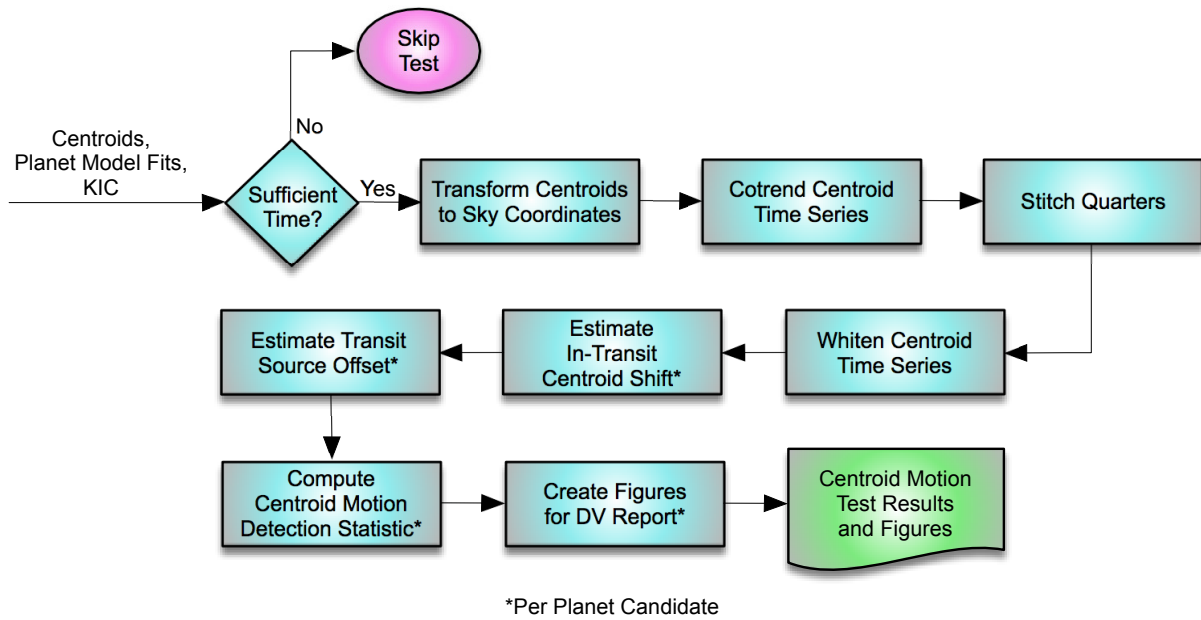 Skip
Test
No
Centroids,
Planet Model Fits,
KIC
Sufficient
Time?
Yes
Transform Centroids
to Sky Coordinates
Cotrend Centroid
Time Series
Stitch Quarters
Whiten Centroid
Time Series
Estimate
In-Transit
Centroid Shift*
Estimate Transit
Source Offset*
Compute
Centroid Motion
Detection Statistic*
Create Figures
for DV Report*
Centroid Motion
Test Results
and Figures
*Per Planet Candidate